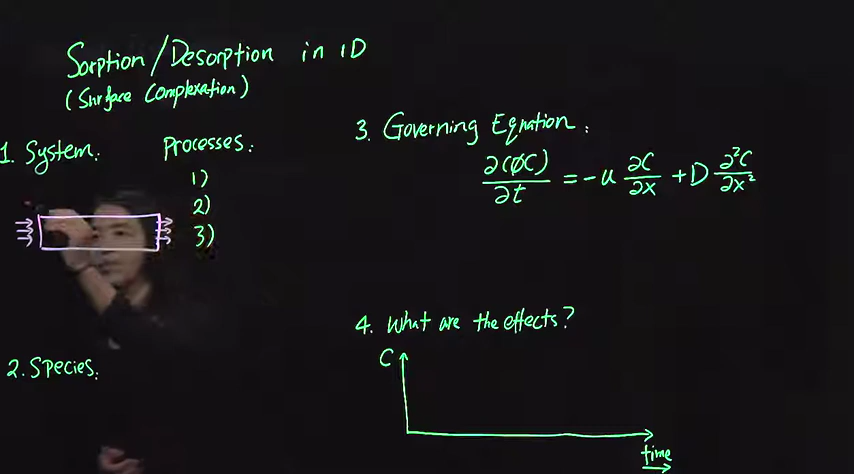 Sorption/Desorption in 1D
(Surface Complexation)
1. System:
Processes:
1)
2)
3)
2. Species:
3. Governing Equation:
∂(φC)/∂t = -u ∂C/∂x + D ∂²C/∂x²
4. What are the effects?
C
time